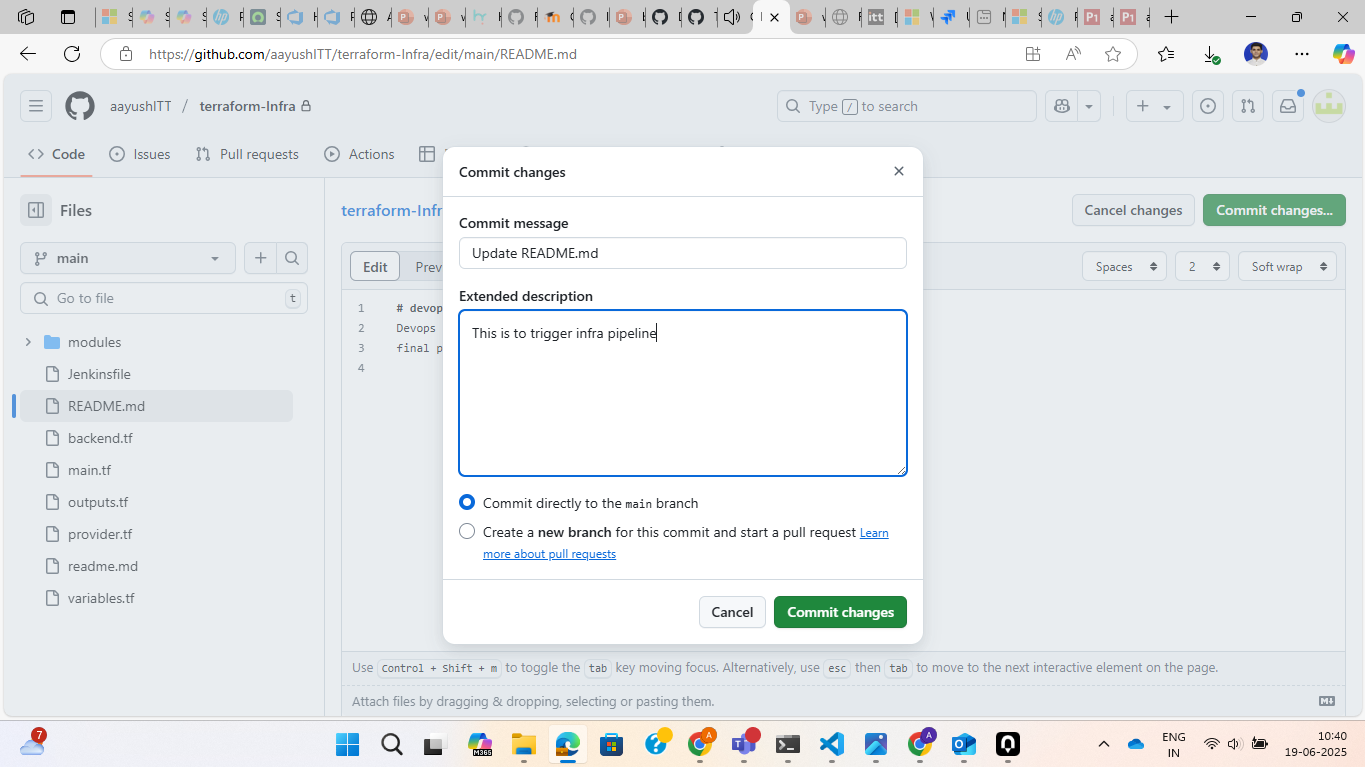 https://github.com/aayushITT/terraform-Infra/edit/main/README.md
aayushITT / terraform-Infra
Type / to search
Code
Issues
Pull requests
Actions
Commit changes
Files
terraform-Infr
Cancel changes
Commit changes...
Commit message
main
Update README.md
Edit
Prev
Spaces
2
Soft wrap
Go to file
t
Extended description
1 # devop
2 Devops
3 final p
4
This is to trigger infra pipeline
modules
Jenkinsfile
README.md
backend.tf
main.tf
outputs.tf
provider.tf
readme.md
variables.tf
Commit directly to the main branch
Create a new branch for this commit and start a pull request Learn
more about pull requests
Cancel
Commit changes
Use Control + Shift + m to toggle the tab key moving focus. Alternatively, use esc then tab to move to the next interactive element on the page.
Attach files by dragging & dropping, selecting or pasting them.
7
M365
A
A
ENG
IN
10:40
19-06-2025